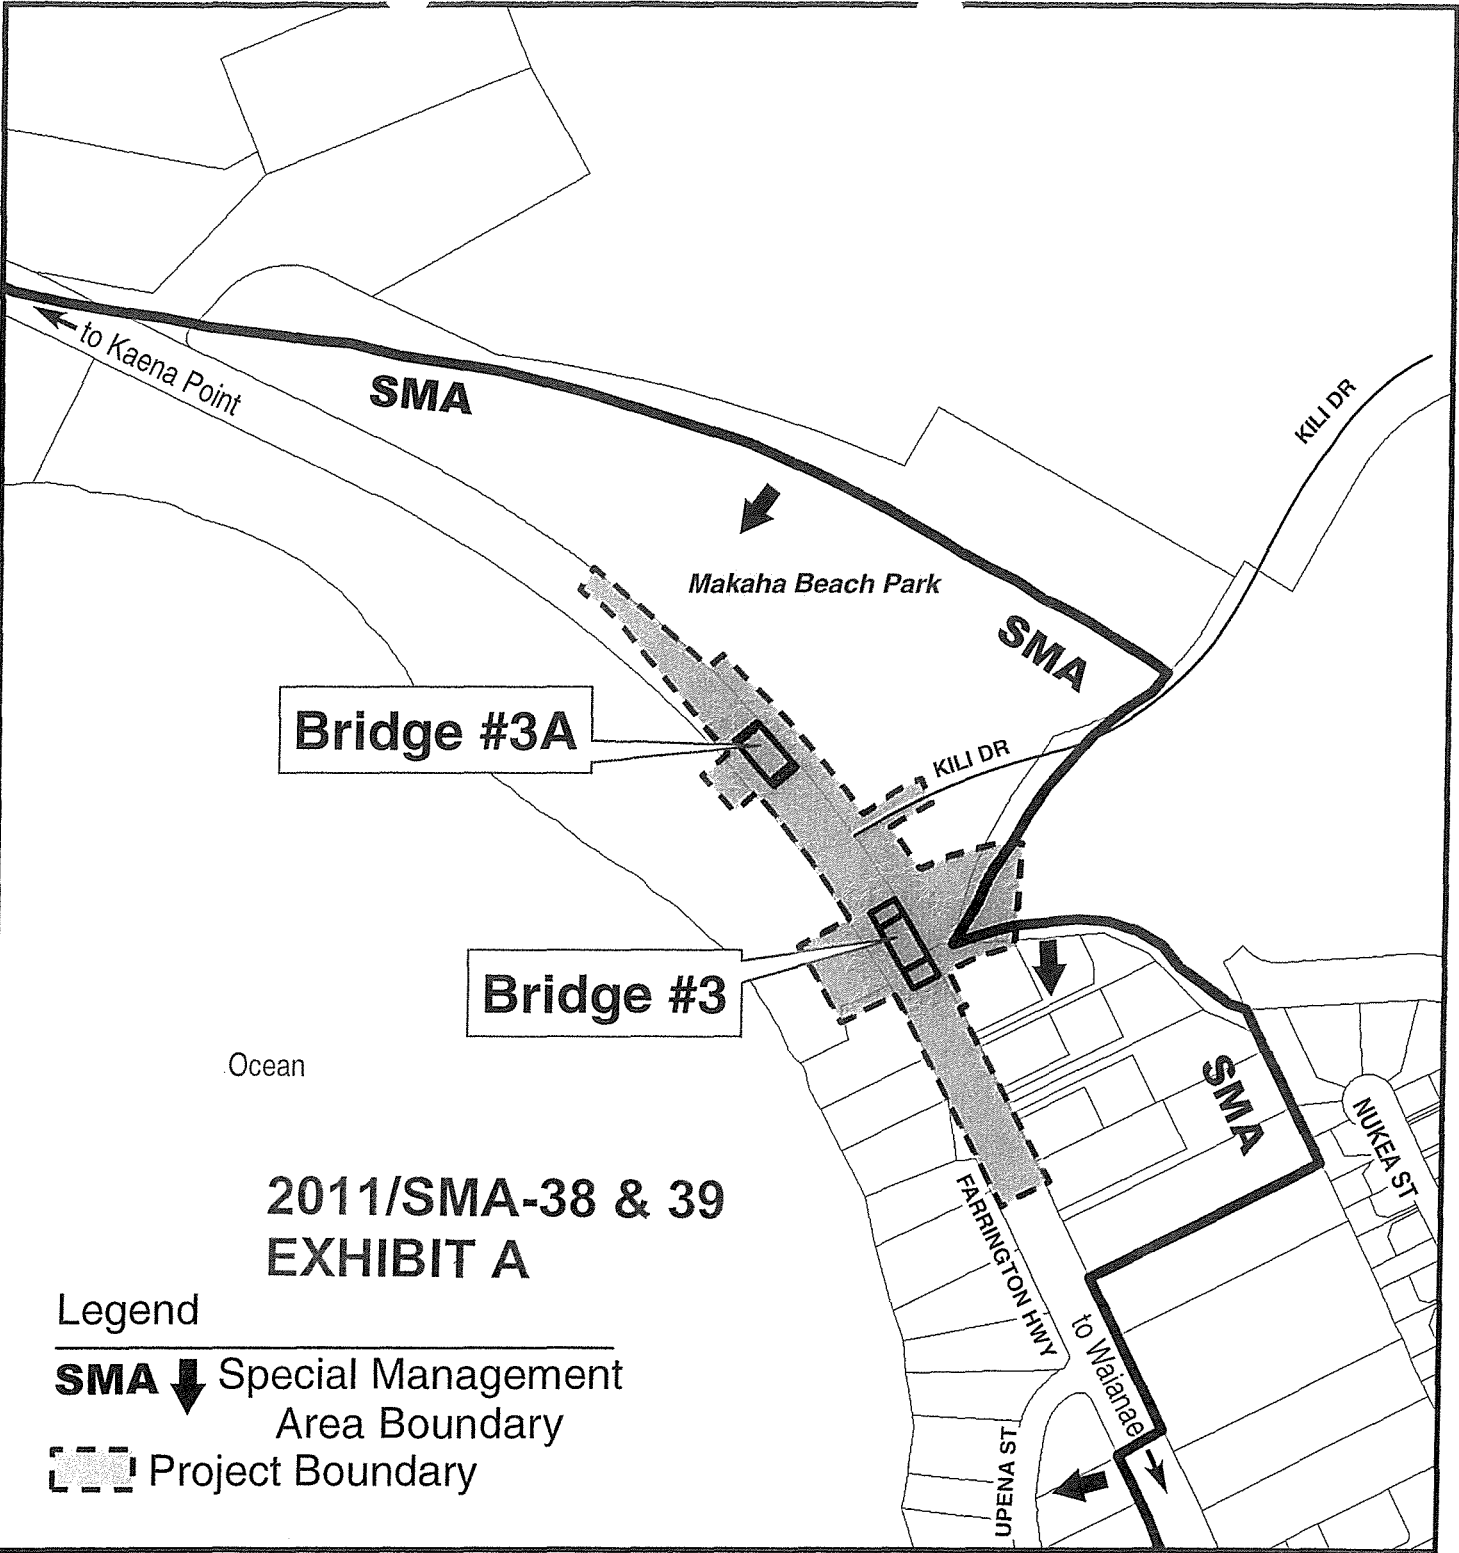 to Kaena Point
SMA
KILI DR
Makaha Beach Park
SMA
Bridge #3A
KILI DR
Bridge #3
Ocean
SMA
NUKEA ST
2011/SMA-38 & 39
EXHIBIT A
FARRINGTON HWY
to Waianae
UPENA ST
Legend
SMA Special Management
Area Boundary
Project Boundary